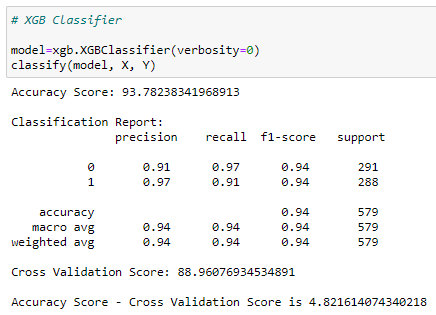 # XGB Classifier
model=xgb.XGBClassifier(verbosity=0)
classify(model, X, Y)
Accuracy Score: 93.78238341968913
Classification Report:
precision recall f1-score support
0 0.91 0.97 0.94 291
1 0.97 0.91 0.94 288
accuracy 0.94 579
macro avg 0.94 0.94 0.94 579
weighted avg 0.94 0.94 0.94 579
Cross Validation Score: 88.96076934534891
Accuracy Score - Cross Validation Score is 4.821614074340218